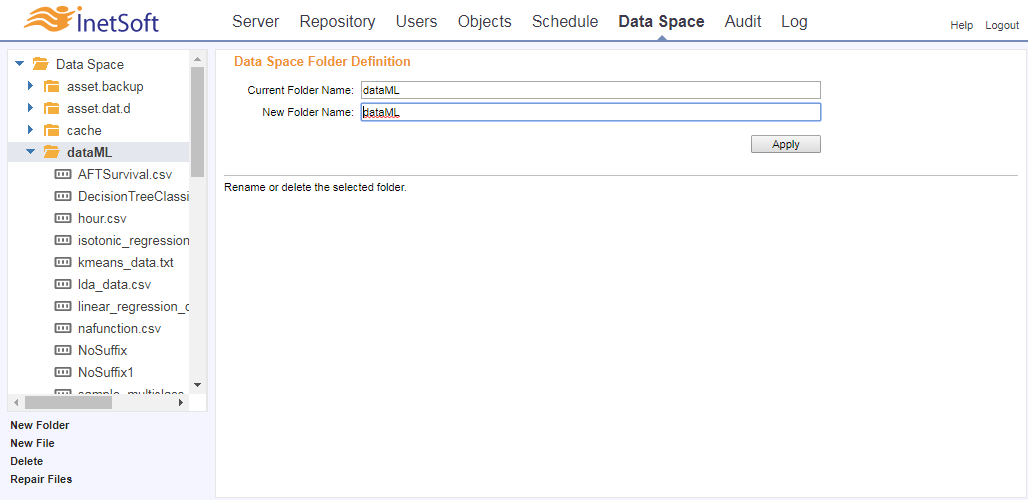 InetSoft
Server Repository Users Objects Schedule Data Space Audit Log
Help Logout
Data Space
asset.backup
asset.dat.d
cache
dataML
AFTSurvival.csv
DecisionTreeClassi
hour.csv
isotonic_regression
kmeans_data.txt
lda_data.csv
linear_regression_c
nafunction.csv
NoSuffix
NoSuffix1
sample_multiclass
New Folder
New File
Delete
Repair Files
Data Space Folder Definition
Current Folder Name: dataML
New Folder Name: dataML
Apply
Rename or delete the selected folder.